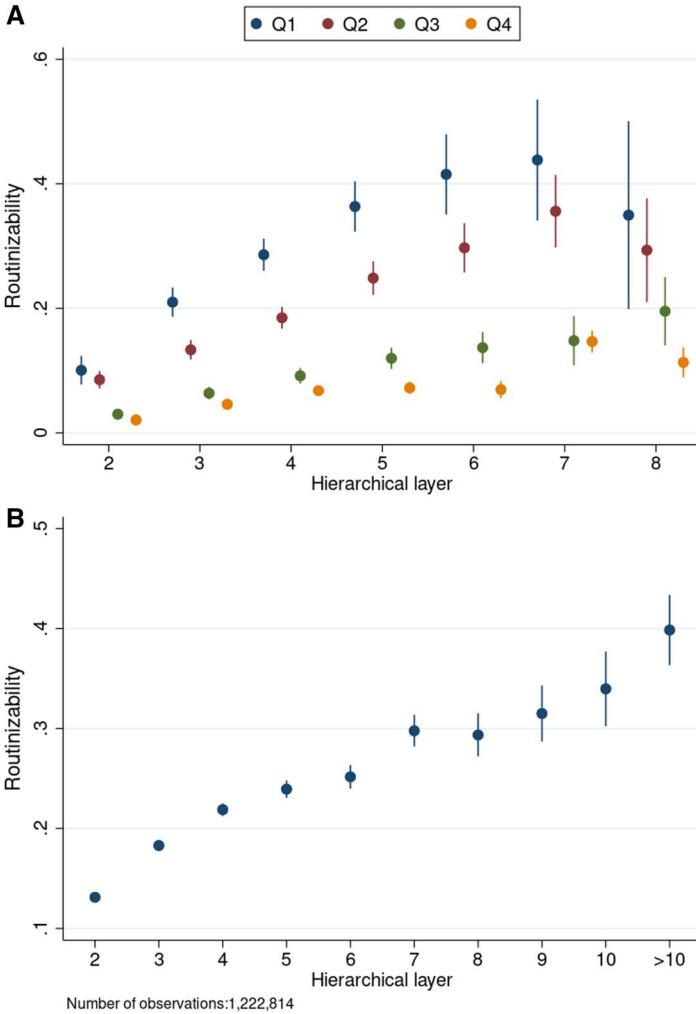 A
Q1 Q2 Q3 Q4
.6
.4
.2
0
Routinizability
2 3 4 5 6 7 8
Hierarchical layer
B
.5
.4
.3
.2
.1
Routinizability
2 3 4 5 6 7 8 9 10 >10
Hierarchical layer
Number of observations:1,222,814